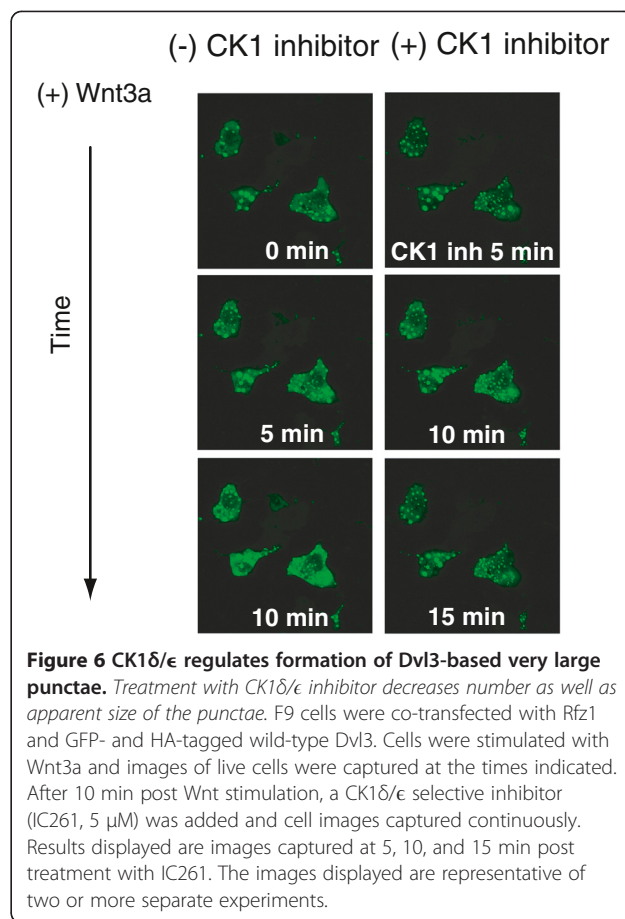 (-) CK1 inhibitor (+) CK1 inhibitor
(+) Wnt3a
Time
0 min
CK1 inh 5 min
5 min
10 min
10 min
15 min
Figure 6 CK1δ/ϵ regulates formation of Dvl3-based very large
punctae. Treatment with CK1δ/ϵ inhibitor decreases number as well as
apparent size of the punctae. F9 cells were co-transfected with Rfz1
and GFP- and HA-tagged wild-type Dvl3. Cells were stimulated with
Wnt3a and images of live cells were captured at the times indicated.
After 10 min post Wnt stimulation, a CK1δ/ϵ selective inhibitor
(IC261, 5 μM) was added and cell images captured continuously.
Results displayed are images captured at 5, 10, and 15 min post
treatment with IC261. The images displayed are representative of
two or more separate experiments.